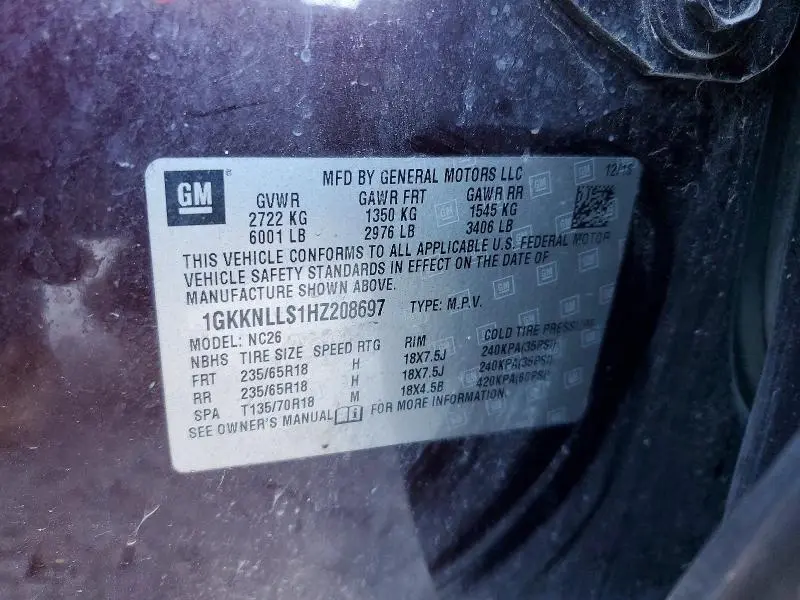 GM®
MFD BY GENERAL MOTORS LLC 12/15
GVWR GAWR FRT GAWR RR
2722 KG 1350 KG 1545 KG
6001 LB 2976 LB 3406 LB
THIS VEHICLE CONFORMS TO ALL APPLICABLE U.S. FEDERAL MOTOR
VEHICLE SAFETY STANDARDS IN EFFECT ON THE DATE OF
MANUFACTURE SHOWN ABOVE.
1GKKNLLS1HZ208697 TYPE: M.P.V.
MODEL: NC26
NBHS TIRE SIZE SPEED RTG RIM COLD TIRE PRESSURE
FRT 235/65R18 H 18X7.5J 240KPA(35PSI)
RR 235/65R18 H 18X7.5J 240KPA(35PSI)
SPA T135/70R18 M 18X4.5B 420KPA(60PSI)
SEE OWNER'S MANUAL FOR MORE INFORMATION.